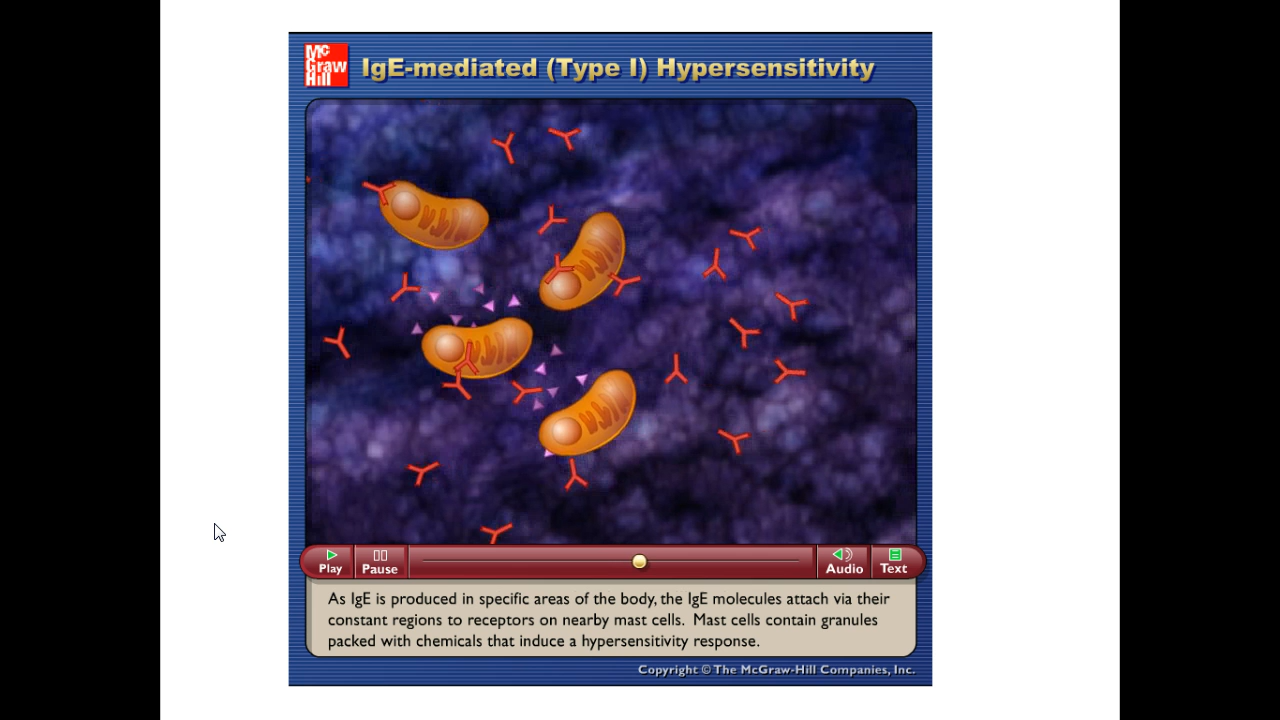 Mc
Graw
Hill
IgE-mediated (Type I) Hypersensitivity
Play
Pause
Audio
Text
As IgE is produced in specific areas of the body, the IgE molecules attach via their
constant regions to receptors on nearby mast cells. Mast cells contain granules
packed with chemicals that induce a hypersensitivity response.
Copyright © The McGraw-Hill Companies, Inc.